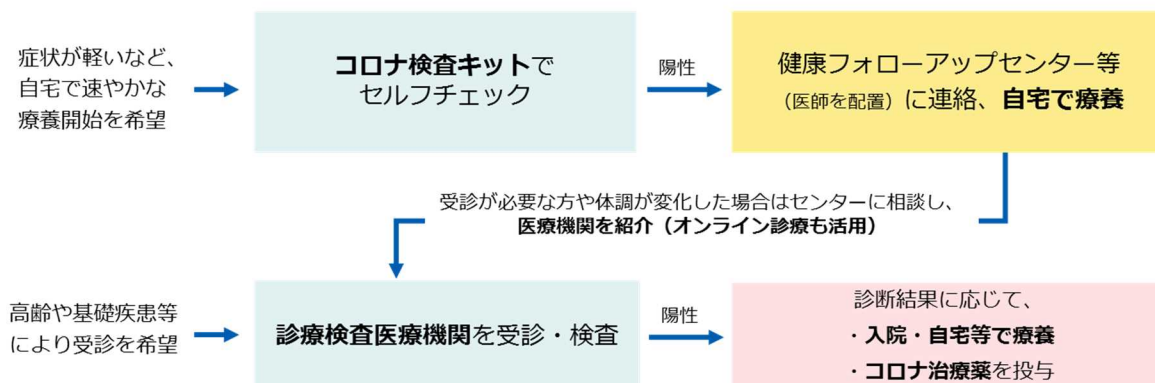 症状が軽いなど、
自宅で速やかな
療養開始を希望
コロナ検査キットで
セルフチェック
陽性
健康フォローアップセンター等
（医師を配置）に連絡、自宅で療養
受診が必要な方や体調が変化した場合はセンターに相談し、
医療機関を紹介（オンライン診療も活用）
高齢や基礎疾患等
により受診を希望
診療検査医療機関を受診・検査
陽性
診断結果に応じて、
・入院・自宅等で療養
・コロナ治療薬を投与